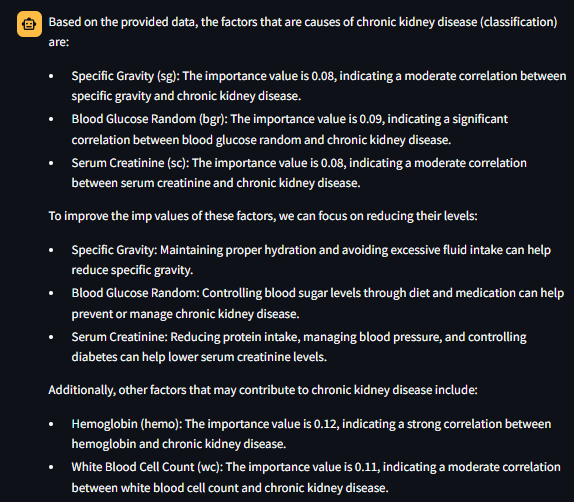 Based on the provided data, the factors that are causes of chronic kidney disease (classification)
are:
• Specific Gravity (sg): The importance value is 0.08, indicating a moderate correlation between
specific gravity and chronic kidney disease.
• Blood Glucose Random (bgr): The importance value is 0.09, indicating a significant
correlation between blood glucose random and chronic kidney disease.
• Serum Creatinine (sc): The importance value is 0.08, indicating a moderate correlation
between serum creatinine and chronic kidney disease.
To improve the imp values of these factors, we can focus on reducing their levels:
• Specific Gravity: Maintaining proper hydration and avoiding excessive fluid intake can help
reduce specific gravity.
• Blood Glucose Random: Controlling blood sugar levels through diet and medication can help
prevent or manage chronic kidney disease.
• Serum Creatinine: Reducing protein intake, managing blood pressure, and controlling
diabetes can help lower serum creatinine levels.
Additionally, other factors that may contribute to chronic kidney disease include:
• Hemoglobin (hemo): The importance value is 0.12, indicating a strong correlation between
hemoglobin and chronic kidney disease.
• White Blood Cell Count (wc): The importance value is 0.11, indicating a moderate correlation
between white blood cell count and chronic kidney disease.